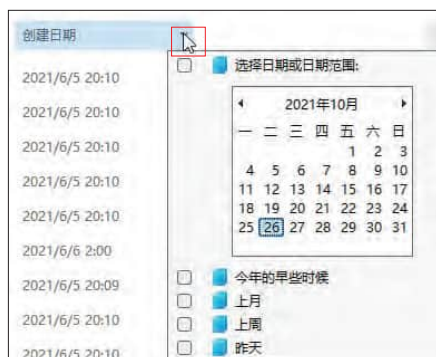 创建日期
2021/6/5 20:10
2021/6/5 20:10
2021/6/5 20:10
2021/6/5 20:10
2021/6/5 20:10
2021/6/6 2:00
2021/6/5 20:09
2021/6/5 20:10
2021/6/5 20:10
选择日期或日期范围:
2021年10月
一 二 三 四 五 六 日
1 2 3
4 5 6 7 8 9 10
11 12 13 14 15 16 17
18 19 20 21 22 23 24
25 26 27 28 29 30 31
今年的早些时候
上月
上周
昨天